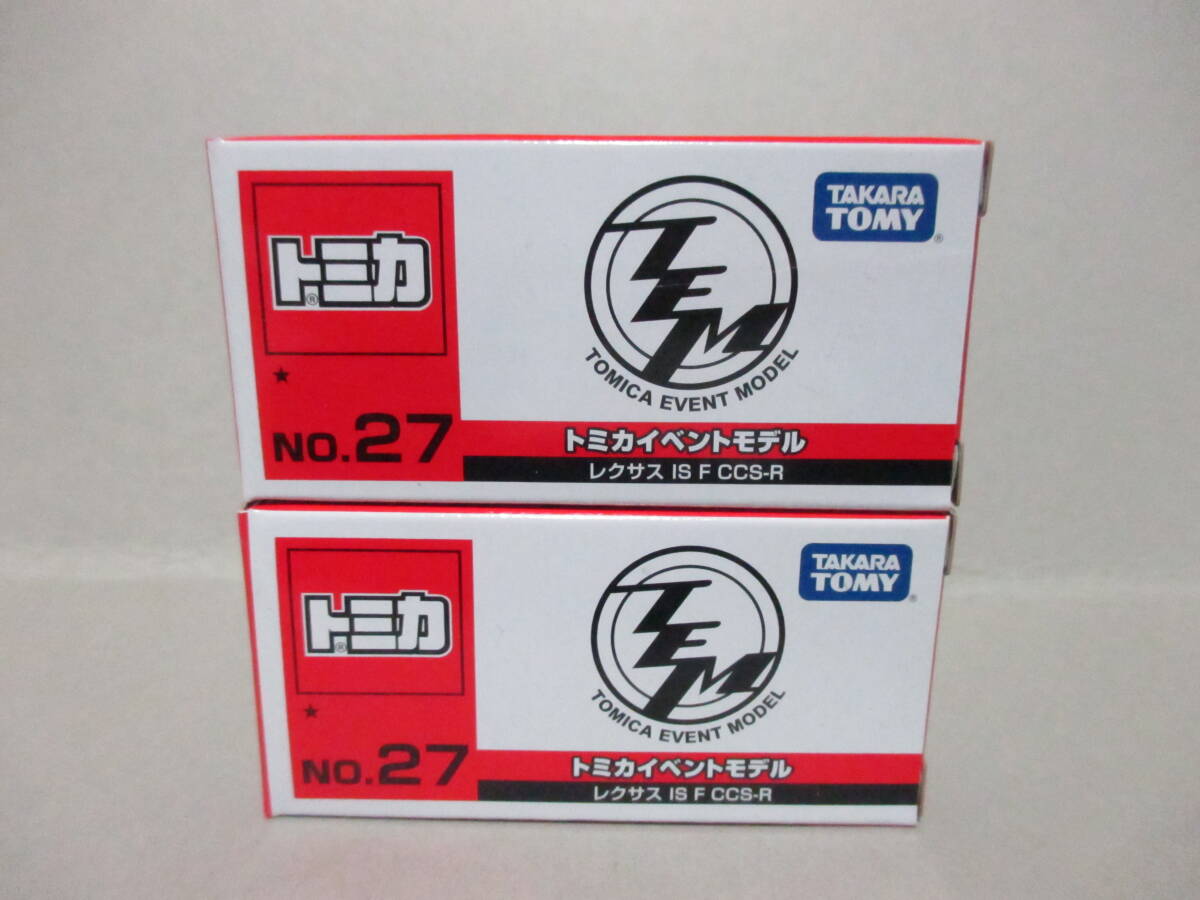 トミカ®
★
NO.27
TEM
TOMICA EVENT MODEL
TAKARA
TOMY®
トミカイベントモデル
レクサス IS F CCS-R
トミカ®
★
NO.27
TEM
TOMICA EVENT MODEL
TAKARA
TOMY®
トミカイベントモデル
レクサス IS F CCS-R